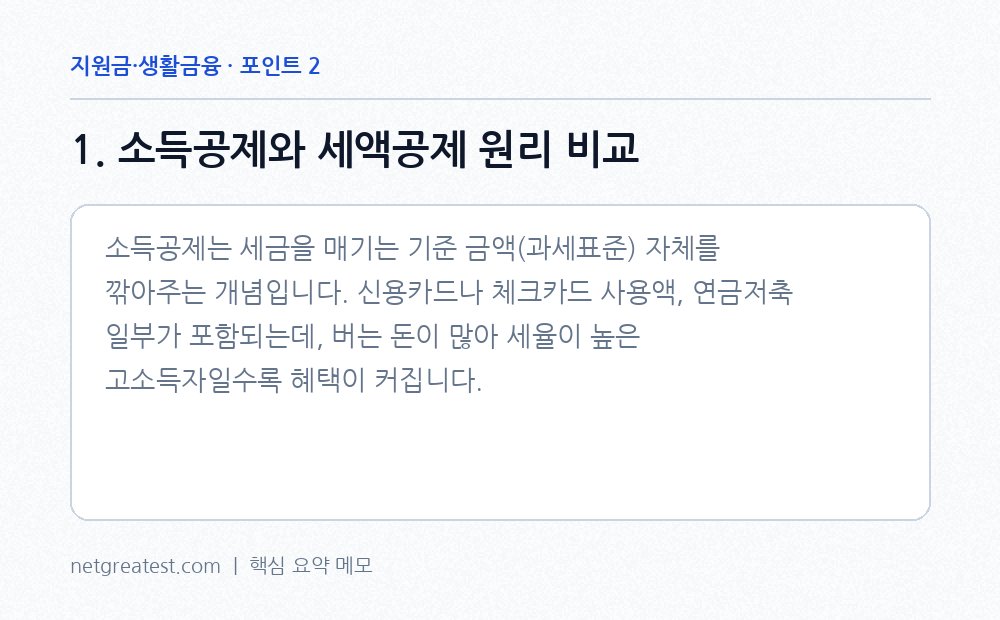 지원금·생활금융 · 포인트 2
1. 소득공제와 세액공제 원리 비교
소득공제는 세금을 매기는 기준 금액(과세표준) 자체를
깎아주는 개념입니다. 신용카드나 체크카드 사용액, 연금저축
일부가 포함되는데, 버는 돈이 많아 세율이 높은
고소득자일수록 혜택이 커집니다.
netgreatest.com | 핵심 요약 메모